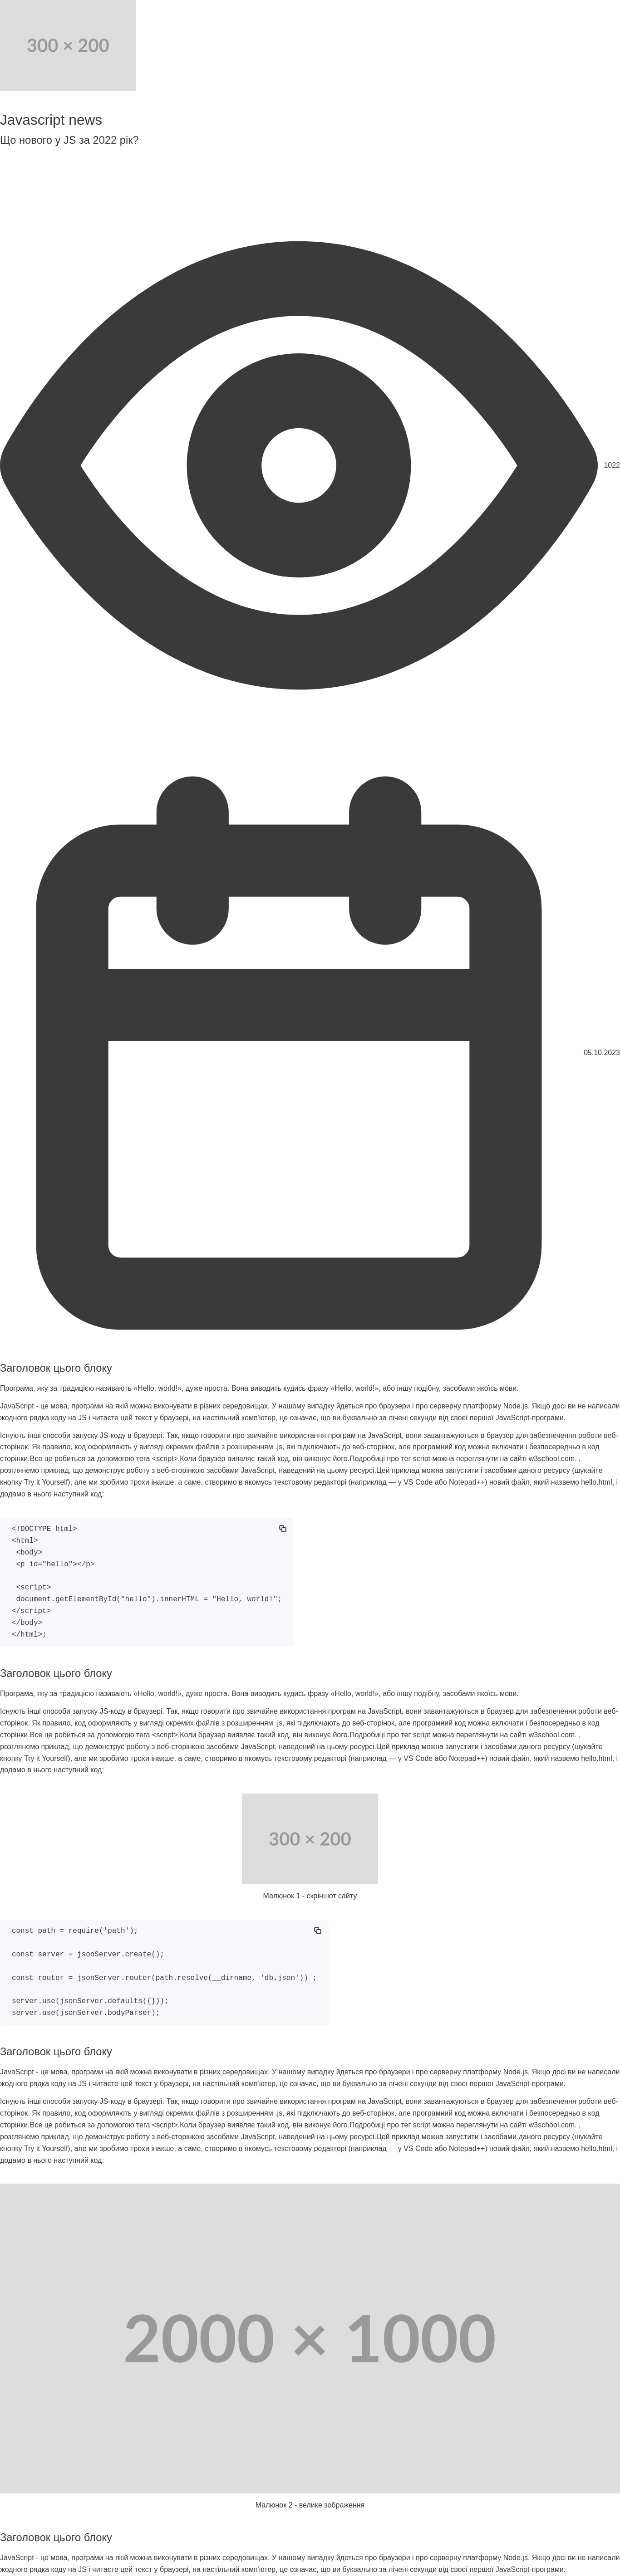 300 × 200
Javascript news
Що нового у JS за 2022 рік?
1022
05.10.2023
Заголовок цього блоку
Програма, яку за традицією називають «Hello, world!», дуже проста. Вона виводить кудись фразу «Hello, world!», або іншу подібну, засобами якоїсь мови.
JavaScript - це мова, програми на якій можна виконувати в різних середовищах. У нашому випадку йдеться про браузери і про серверну платформу Node.js. Якщо досі ви не написали
жодного рядка коду на JS і читаєте цей текст у браузері, на настільний комп'ютер, це означає, що ви буквально за лічені секунди від своєї першої JavaScript-програми.
Існують інші способи запуску JS-коду в браузері. Так, якщо говорити про звичайне використання програм на JavaScript, вони завантажуються в браузер для забезпечення роботи веб-
сторінок. Як правило, код оформляють у вигляді окремих файлів з розширенням .js, які підключають до веб-сторінок, але програмний код можна включати і безпосередньо в код
сторінки.Все це робиться за допомогою тега <script>.Коли браузер виявляє такий код, він виконує його.Подробиці про тег script можна переглянути на сайті w3school.com. ,
розглянемо приклад, що демонструє роботу з веб-сторінкою засобами JavaScript, наведений на цьому ресурсі.Цей приклад можна запустити і засобами даного ресурсу (шукайте
кнопку Try it Yourself), але ми зробимо трохи інакше, а саме, створимо в якомусь текстовому редакторі (наприклад — у VS Code або Notepad++) новий файл, який назвемо hello.html, і
додамо в нього наступний код:
<!DOCTYPE html>
<html>
<body>
<p id="hello"></p>
<script>
document.getElementById("hello").innerHTML = "Hello, world!";
</script>
</body>
</html>;
Заголовок цього блоку
Програма, яку за традицією називають «Hello, world!», дуже проста. Вона виводить кудись фразу «Hello, world!», або іншу подібну, засобами якоїсь мови.
Існують інші способи запуску JS-коду в браузері. Так, якщо говорити про звичайне використання програм на JavaScript, вони завантажуються в браузер для забезпечення роботи веб-
сторінок. Як правило, код оформляють у вигляді окремих файлів з розширенням .js, які підключають до веб-сторінок, але програмний код можна включати і безпосередньо в код
сторінки.Все це робиться за допомогою тега <script>.Коли браузер виявляє такий код, він виконує його.Подробиці про тег script можна переглянути на сайті w3school.com. ,
розглянемо приклад, що демонструє роботу з веб-сторінкою засобами JavaScript, наведений на цьому ресурсі.Цей приклад можна запустити і засобами даного ресурсу (шукайте
кнопку Try it Yourself), але ми зробимо трохи інакше, а саме, створимо в якомусь текстовому редакторі (наприклад — у VS Code або Notepad++) новий файл, який назвемо hello.html, і
додамо в нього наступний код:
300 × 200
Малюнок 1 - скріншот сайту
const path = require('path');
const server = jsonServer.create();
const router = jsonServer.router(path.resolve(__dirname, 'db.json')) ;
server.use(jsonServer.defaults({}));
server.use(jsonServer.bodyParser);
Заголовок цього блоку
JavaScript - це мова, програми на якій можна виконувати в різних середовищах. У нашому випадку йдеться про браузери і про серверну платформу Node.js. Якщо досі ви не написали
жодного рядка коду на JS і читаєте цей текст у браузері, на настільний комп'ютер, це означає, що ви буквально за лічені секунди від своєї першої JavaScript-програми.
Існують інші способи запуску JS-коду в браузері. Так, якщо говорити про звичайне використання програм на JavaScript, вони завантажуються в браузер для забезпечення роботи веб-
сторінок. Як правило, код оформляють у вигляді окремих файлів з розширенням .js, які підключають до веб-сторінок, але програмний код можна включати і безпосередньо в код
сторінки.Все це робиться за допомогою тега <script>.Коли браузер виявляє такий код, він виконує його.Подробиці про тег script можна переглянути на сайті w3school.com. ,
розглянемо приклад, що демонструє роботу з веб-сторінкою засобами JavaScript, наведений на цьому ресурсі.Цей приклад можна запустити і засобами даного ресурсу (шукайте
кнопку Try it Yourself), але ми зробимо трохи інакше, а саме, створимо в якомусь текстовому редакторі (наприклад — у VS Code або Notepad++) новий файл, який назвемо hello.html, і
додамо в нього наступний код:
2000 × 1000
Малюнок 2 - велике зображення
Заголовок цього блоку
JavaScript - це мова, програми на якій можна виконувати в різних середовищах. У нашому випадку йдеться про браузери і про серверну платформу Node.js. Якщо досі ви не написали
жодного рядка коду на JS і читаєте цей текст у браузері, на настільний комп'ютер, це означає, що ви буквально за лічені секунди від своєї першої JavaScript-програми.